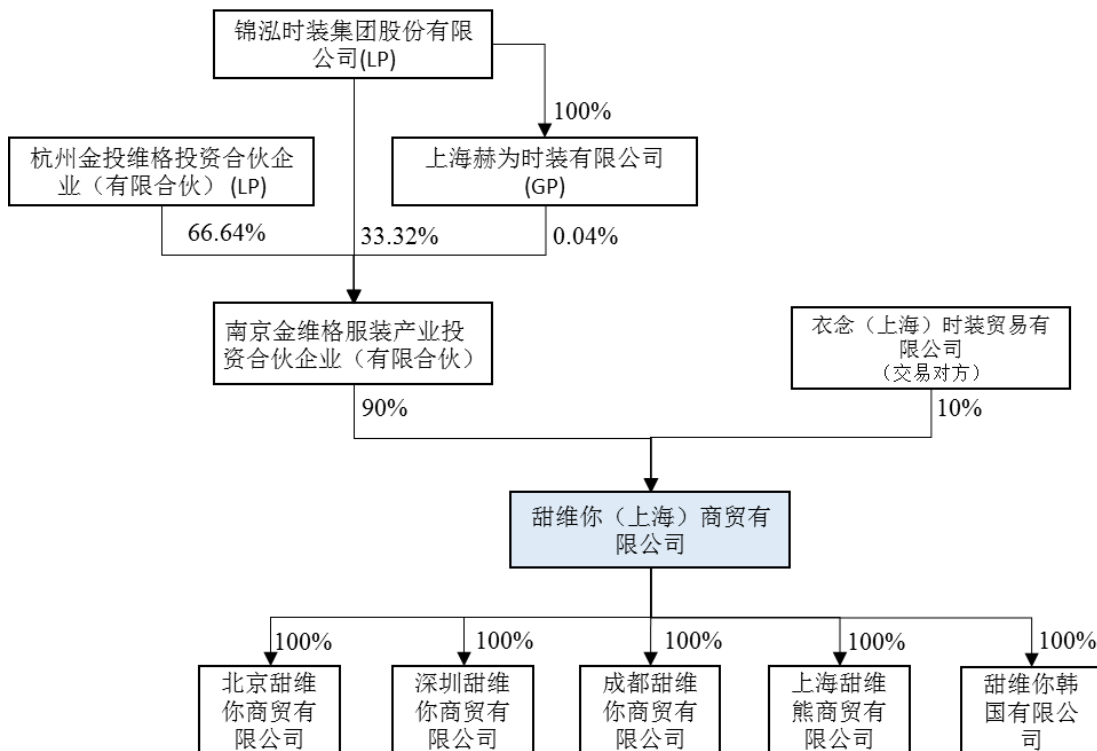 锦泓时装集团股份有限
公司(LP)
100%
杭州金投维格投资合伙企
业（有限合伙） (LP)
上海赫为时装有限公司
(GP)
66.64%
33.32%
0.04%
南京金维格服装产业投
资合伙企业（有限合伙）
衣念（上海）时装贸易有
限公司
（交易对方）
90%
10%
甜维你（上海）商贸有
限公司
100%
100%
100%
100%
100%
北京甜维
你商贸有
限公司
深圳甜维
你商贸有
限公司
成都甜维
你商贸有
限公司
上海甜维
熊商贸有
限公司
甜维你韩
国有限公
司